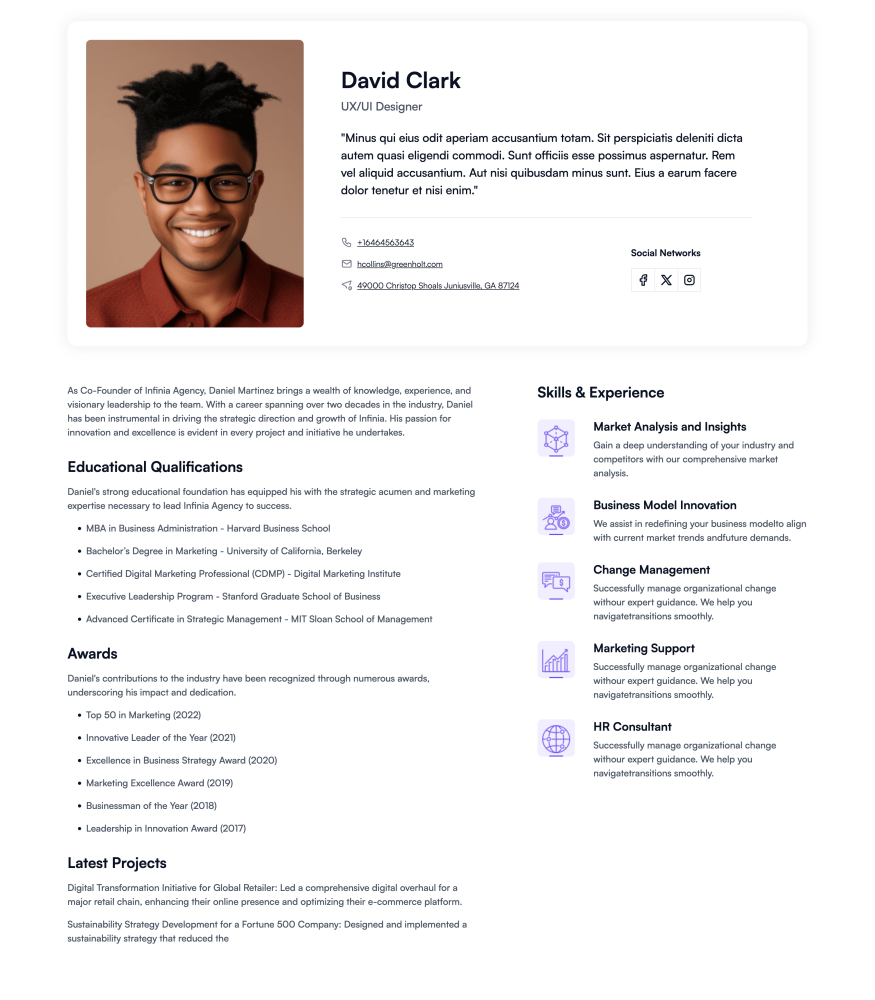 David Clark
UX/UI Designer
"Minus qui eius odit aperiam accusantium totam. Sit perspiciatis deleniti dicta
autem quasi eligendi commodi. Sunt officiis esse possimus aspernatur. Rem
vel aliquid accusantium. Aut nisi quibusdam minus sunt. Eius a earum facere
dolor tenetur et nisi enim."
+16464563643
hcollins@greenholt.com
49000 Christop Shoals Juniusville, GA 87124
Social Networks
As Co-Founder of Infinia Agency, Daniel Martinez brings a wealth of knowledge, experience, and
visionary leadership to the team. With a career spanning over two decades in the industry, Daniel
has been instrumental in driving the strategic direction and growth of Infinia. His passion for
innovation and excellence is evident in every project and initiative he undertakes.
Educational Qualifications
Daniel's strong educational foundation has equipped his with the strategic acumen and marketing
expertise necessary to lead Infinia Agency to success.
• MBA in Business Administration - Harvard Business School
• Bachelor's Degree in Marketing - University of California, Berkeley
• Certified Digital Marketing Professional (CDMP) - Digital Marketing Institute
• Executive Leadership Program - Stanford Graduate School of Business
• Advanced Certificate in Strategic Management - MIT Sloan School of Management
Awards
Daniel's contributions to the industry have been recognized through numerous awards,
underscoring his impact and dedication.
• Top 50 in Marketing (2022)
• Innovative Leader of the Year (2021)
• Excellence in Business Strategy Award (2020)
• Marketing Excellence Award (2019)
• Businessman of the Year (2018)
• Leadership in Innovation Award (2017)
Latest Projects
Digital Transformation Initiative for Global Retailer: Led a comprehensive digital overhaul for a
major retail chain, enhancing their online presence and optimizing their e-commerce platform.
Sustainability Strategy Development for a Fortune 500 Company: Designed and implemented a
sustainability strategy that reduced the
Skills & Experience
Market Analysis and Insights
Gain a deep understanding of your industry and
competitors with our comprehensive market
analysis.
Business Model Innovation
We assist in redefining your business modelto align
with current market trends andfuture demands.
Change Management
Successfully manage organizational change
withour expert guidance. We help you
navigatetransitions smoothly.
Marketing Support
Successfully manage organizational change
withour expert guidance. We help you
navigatetransitions smoothly.
HR Consultant
Successfully manage organizational change
withour expert guidance. We help you
navigatetransitions smoothly.